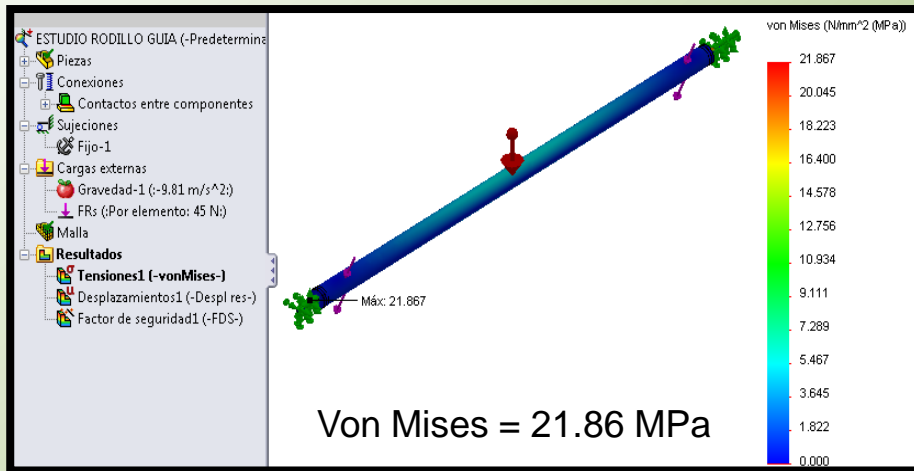 ESTUDIO RODILLO GUIA (-Predetermina
Piezas
Conexiones
Contactos entre componentes
Sujeciones
Fijo-1
Cargas externas
Gravedad-1 (:-9.81 m/s^2:)
FRs (:Por elemento: 45 N:)
Malla
Resultados
Tensiones1 (-vonMises-)
Desplazamientos1 (-Despl res-)
Factor de seguridad1 (-FDS-)
Máx: 21.867
Von Mises = 21.86 MPa
von Mises (N/mm^2 (MPa))
21.867
20.045
18.223
16.400
14.578
12.756
10.934
9.111
7.289
5.467
3.645
1.822
0.000